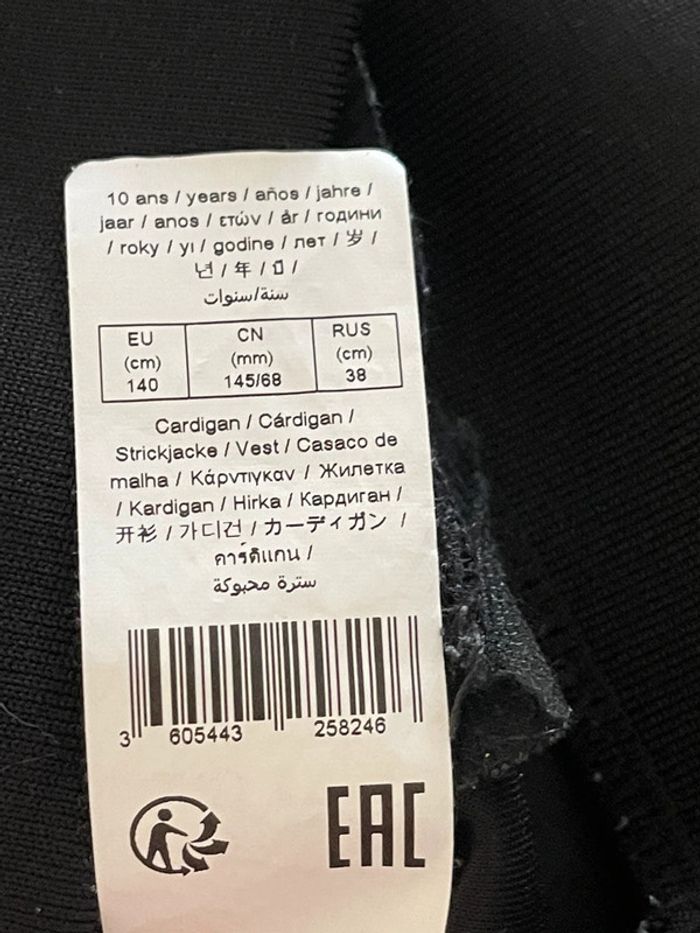 10 ans / years / años / jahre /
jaar / anos / ετών / år / години
/ roky / yı / godine / лет / 岁 /
년 / 年 / ปี /
سنة/سنوات
EU CN RUS
(cm) (mm) (cm)
140 145/68 38
Cardigan / Cárdigan /
Strickjacke / Vest / Casaco de
malha / Κάρντιγκαν / Жилетка
/ Kardigan / Hirka / Кардиган /
开衫 / 가디건 / カーディガン /
คาร์ดิแกน /
سترة محبوكة
3 605443 258246
EAC